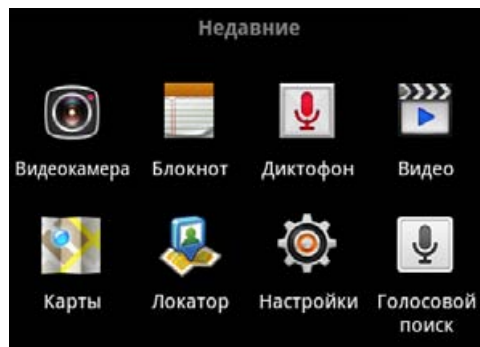 Недавние
Видеокамера Блокнот Диктофон Видео
Карты Локатор Настройки Голосовой
поиск